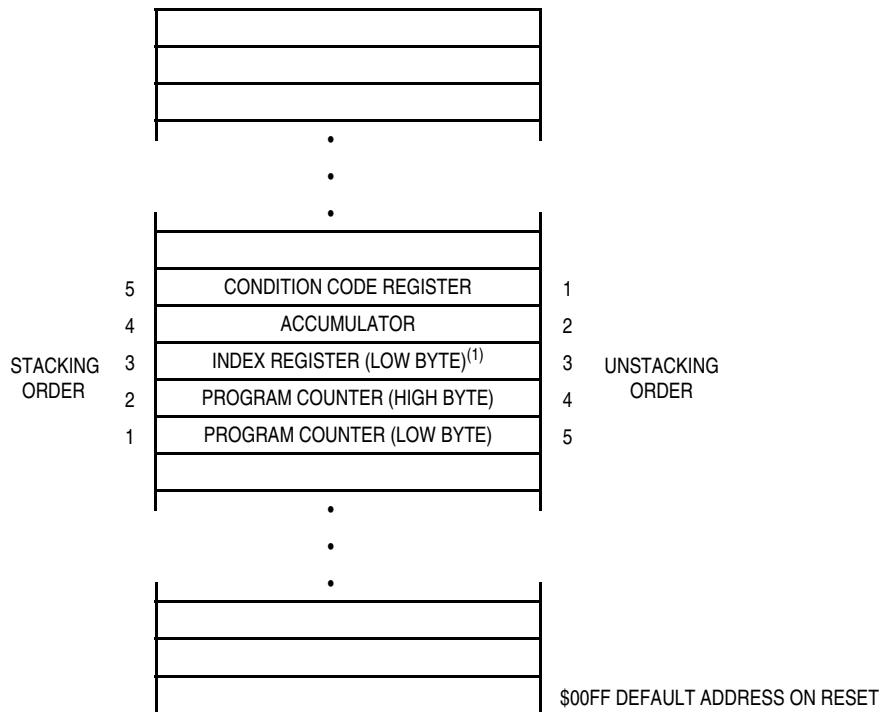 5 CONDITION CODE REGISTER 1
4 ACCUMULATOR 2
STACKING ORDER
3 INDEX REGISTER (LOW BYTE)(1) 3
UNSTACKING ORDER
2 PROGRAM COUNTER (HIGH BYTE) 4
1 PROGRAM COUNTER (LOW BYTE) 5
$00FF DEFAULT ADDRESS ON RESET